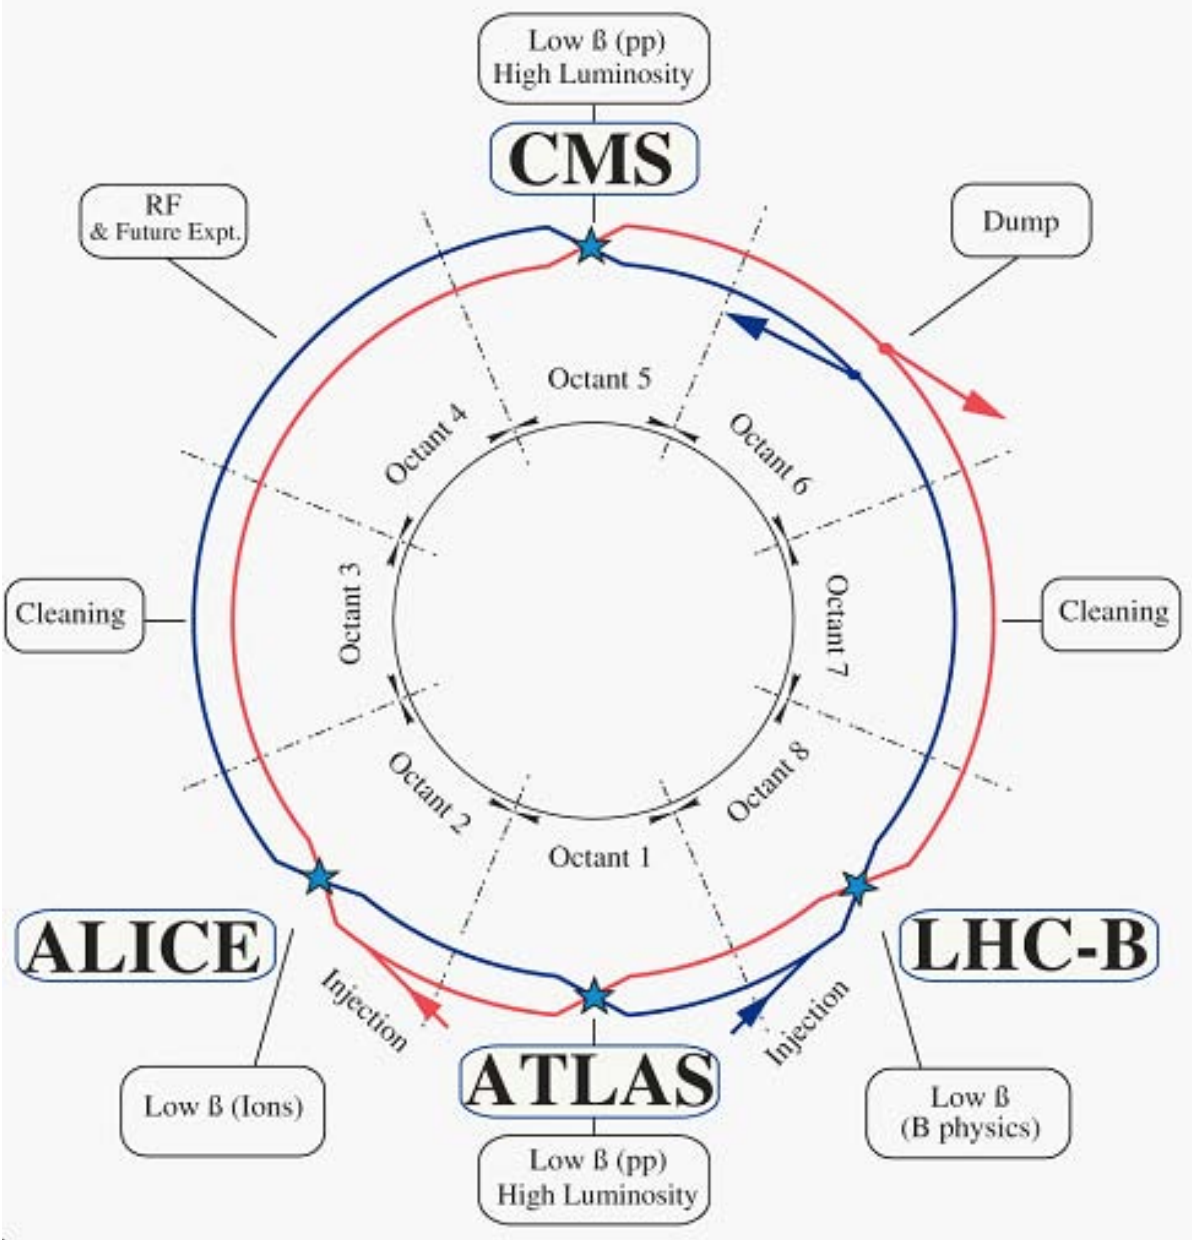 Low ß (pp)
High Luminosity
CMS
RF
& Future Expt.
Dump
Octant 5
Octant 4
Octant 6
Cleaning
Octant 3
Octant 7
Cleaning
Octant 2
Octant 8
Octant 1
ALICE
LHC-B
Injection
Injection
ATLAS
Low ß (Ions)
Low ß
(B physics)
Low ß (pp)
High Luminosity